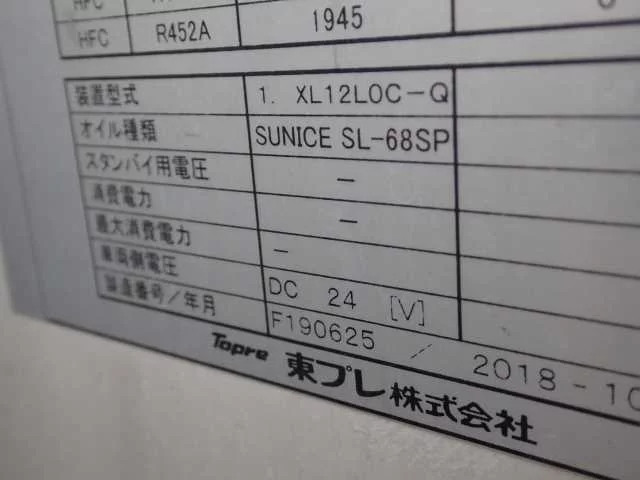 HFC
HFC R452A 1945
装置型式 1. XL12LOC-Q
オイル種類 SUNICE SL-68SP
スタンバイ用電圧 −
消費電力 −
最大消費電力 −
車両側電圧 DC 24 [V]
製造番号/年月 F190625 / 2018-10
Topre 東プレ株式会社